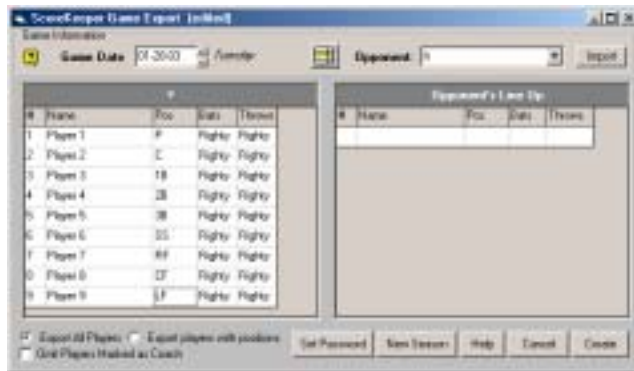 ScoreKeeper Game Export
Game Information
Game Date 01-20-03 Opponent: Import
Opponent's Line Up
# Name Pos Bats Throws # Name Pos Bats Throws
1 Player 1 P Righty Righty
2 Player 2 C Righty Righty
3 Player 3 1B Righty Righty
4 Player 4 2B Righty Righty
5 Player 5 3B Righty Righty
6 Player 6 SS Righty Righty
7 Player 7 RF Righty Righty
8 Player 8 CF Righty Righty
9 Player 9 LF Righty Righty
Export All Players Export players with positions
Players Marked as Coach
Set Password New Season Help Cancel Create